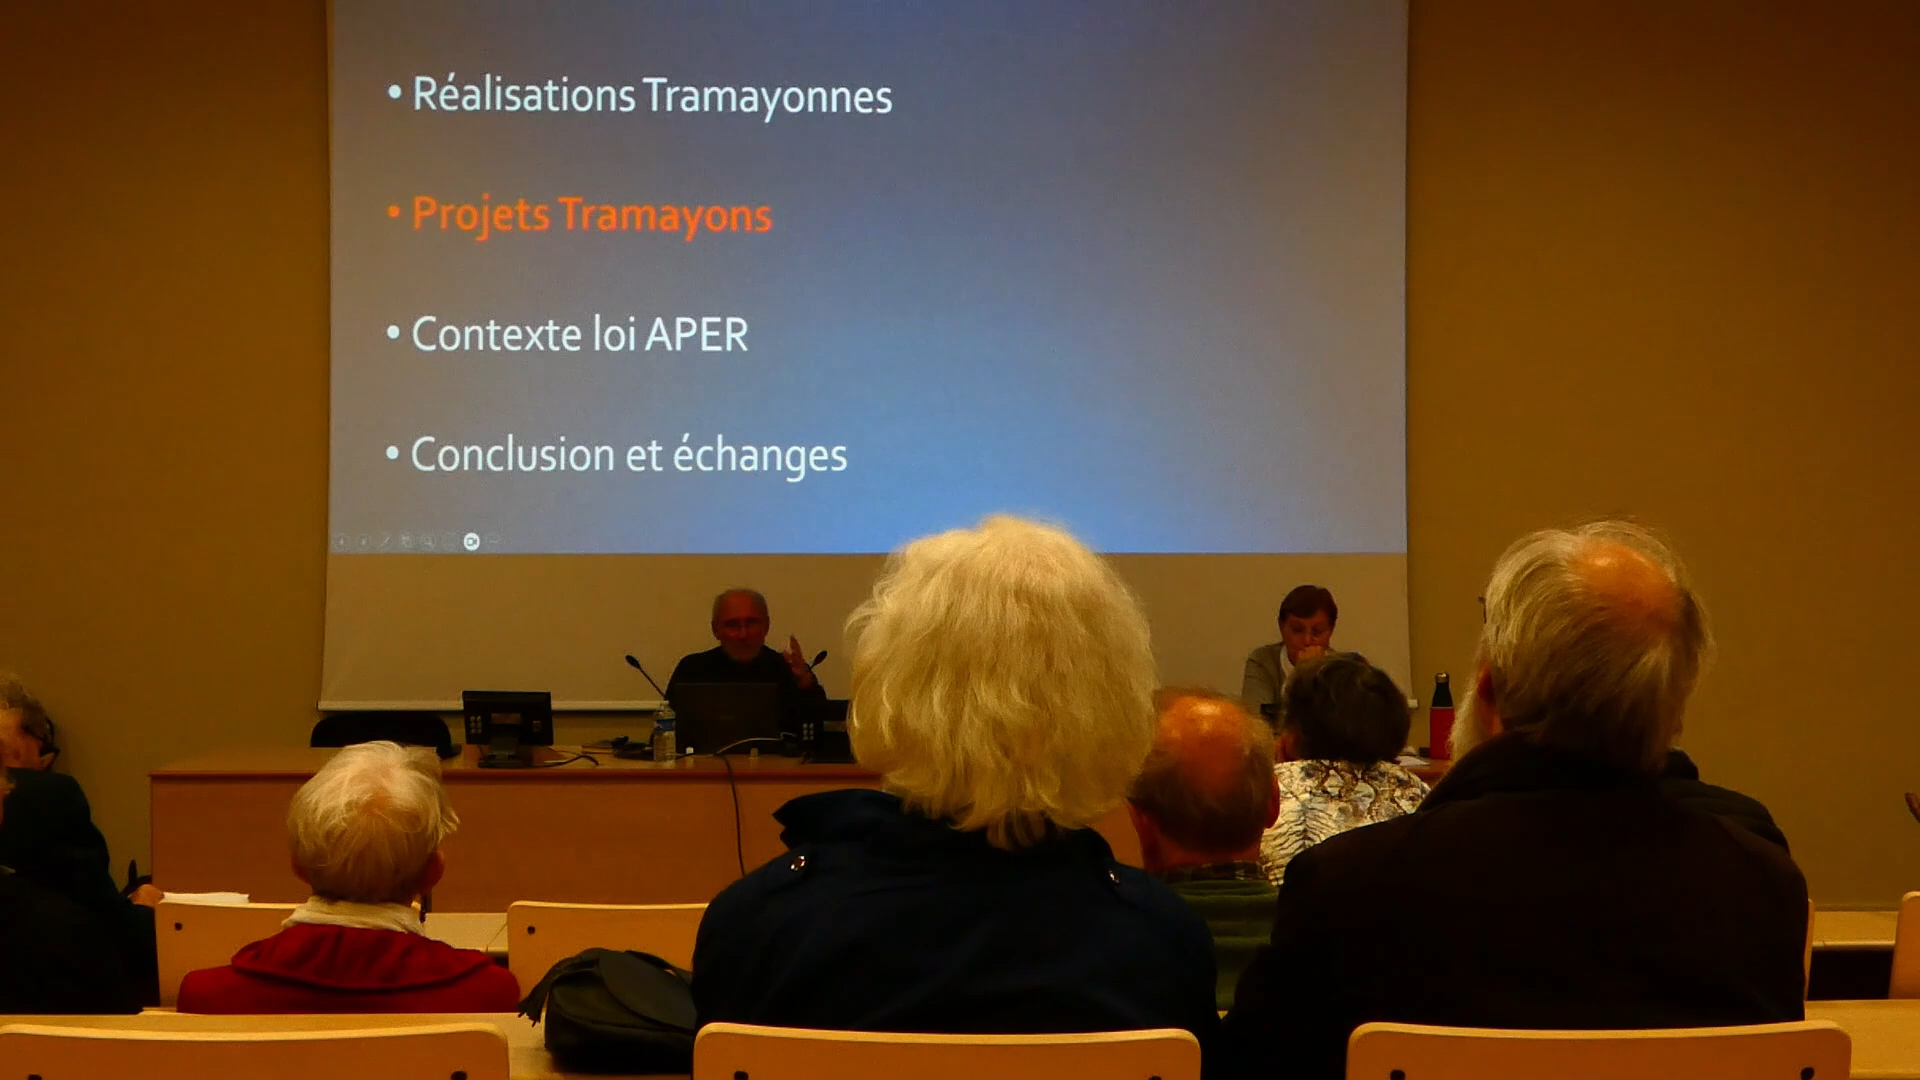 • Réalisations Tramayonnes
• Projets Tramayons
• Contexte loi APER
• Conclusion et échanges